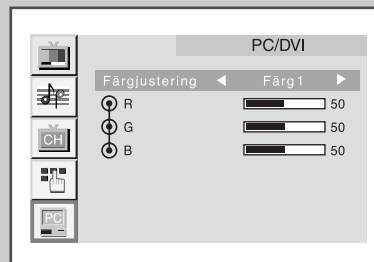 PC/DVI
Färgjustering Färg1
R 50
G 50
B 50
CH
PC